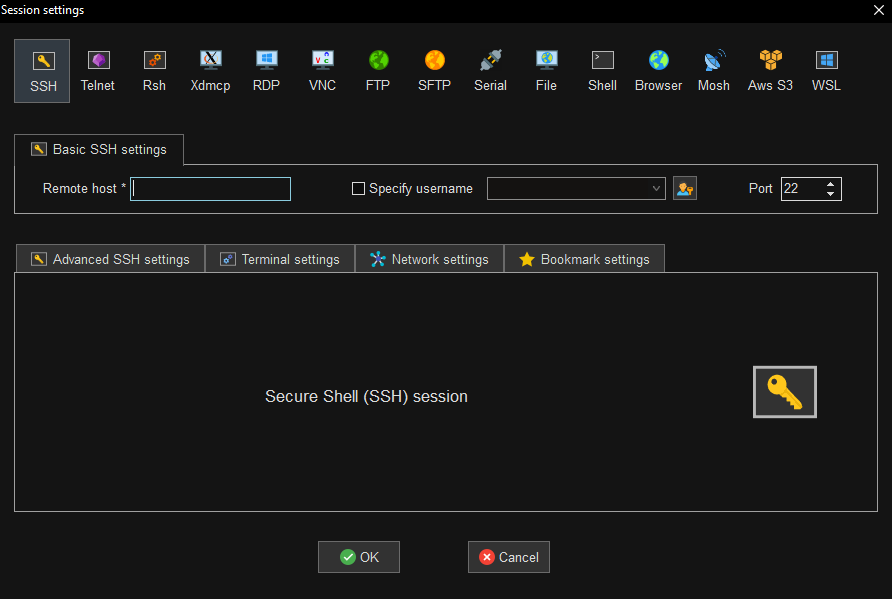 Session settings
SSH Telnet Rsh Xdmcp RDP VNC FTP SFTP Serial File Shell Browser Mosh Aws S3 WSL
Basic SSH settings
Remote host * Specify username Port 22
Advanced SSH settings Terminal settings Network settings Bookmark settings
Secure Shell (SSH) session
OK Cancel